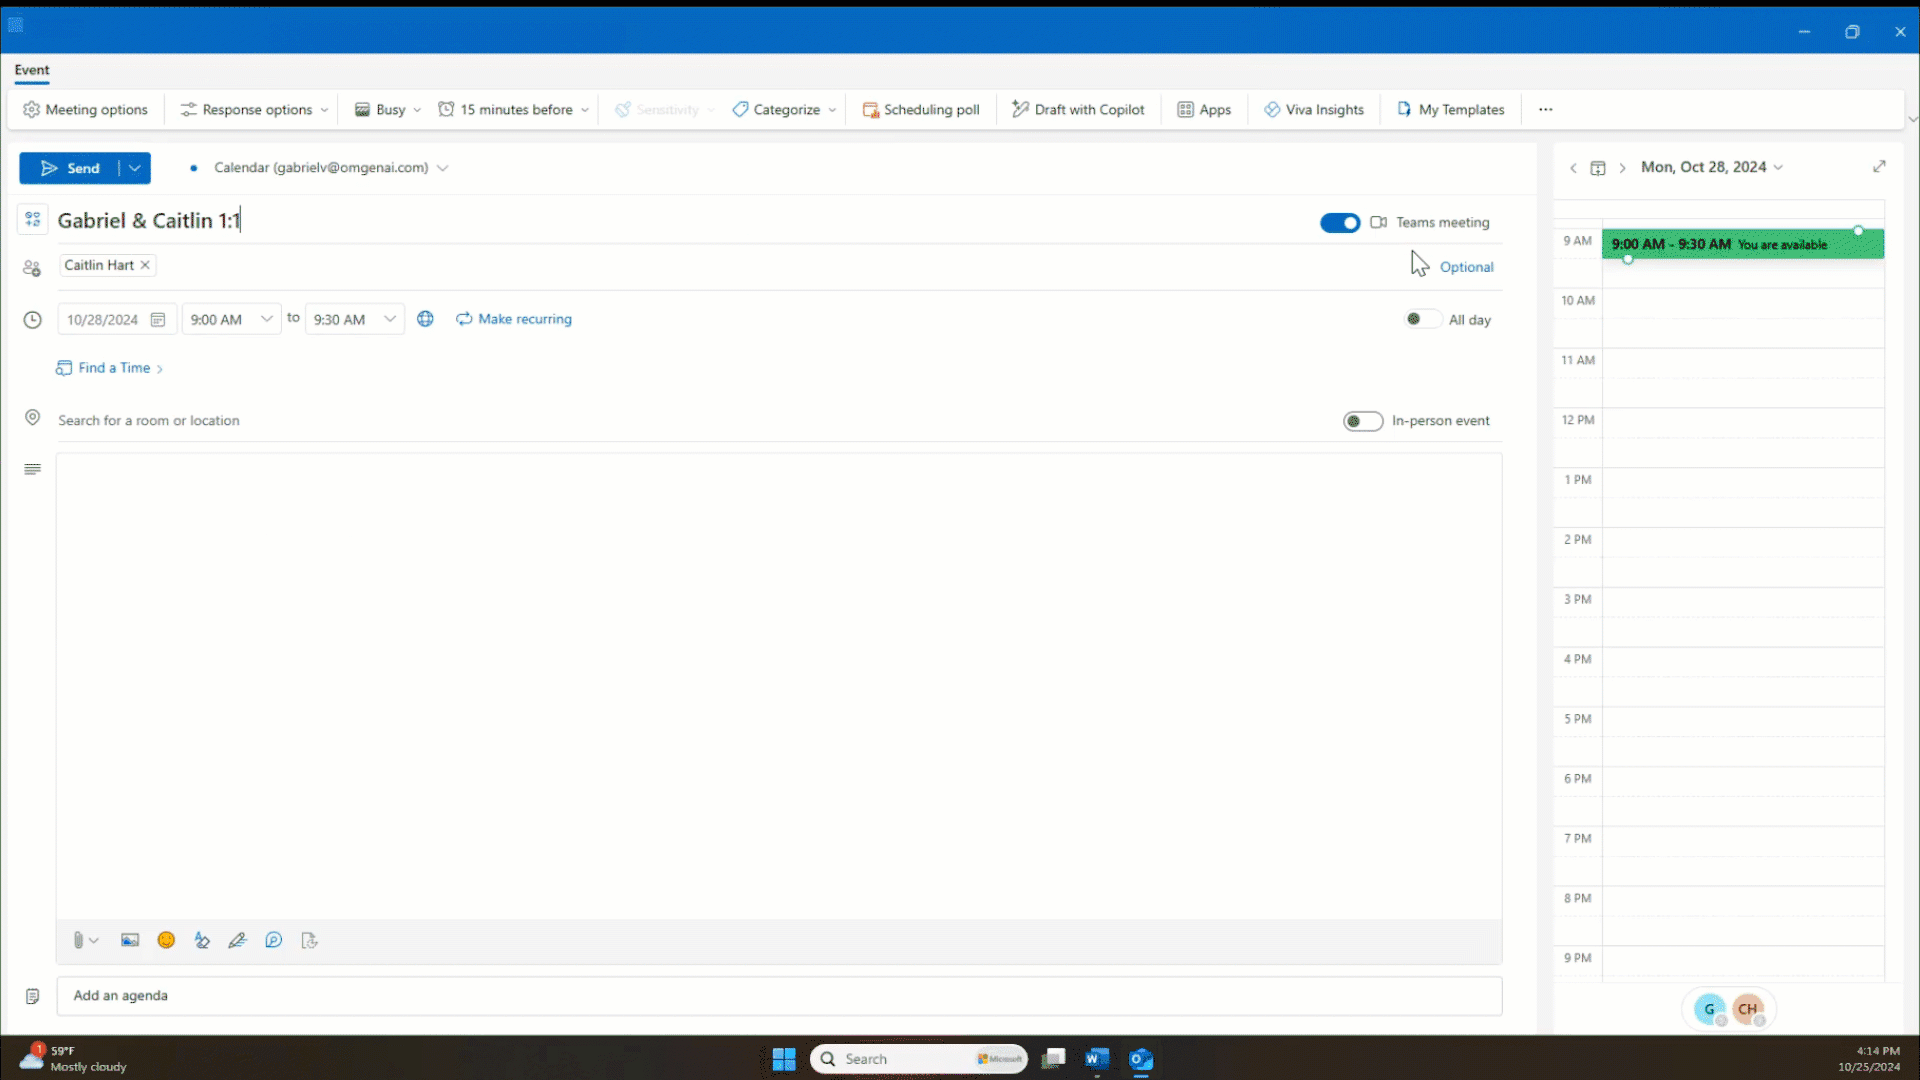 Event
Meeting options Response options Busy 15 minutes before Sensitivity Categorize Scheduling poll Draft with Copilot Apps Viva Insights My Templates ...
Send Calendar (gabrielv@omgenai.com) Mon, Oct 28, 2024
Gabriel & Caitlin 1:1 Teams meeting
Caitlin Hart Optional
10/28/2024 9:00 AM to 9:30 AM Make recurring All day
Find a Time
Search for a room or location In-person event
Add an agenda
9 AM 9:00 AM - 9:30 AM You are available
10 AM
11 AM
12 PM
1 PM
2 PM
3 PM
4 PM
5 PM
6 PM
7 PM
8 PM
9 PM
G CH
1 59°F
Mostly cloudy
Search Microsoft
4:14 PM
10/25/2024